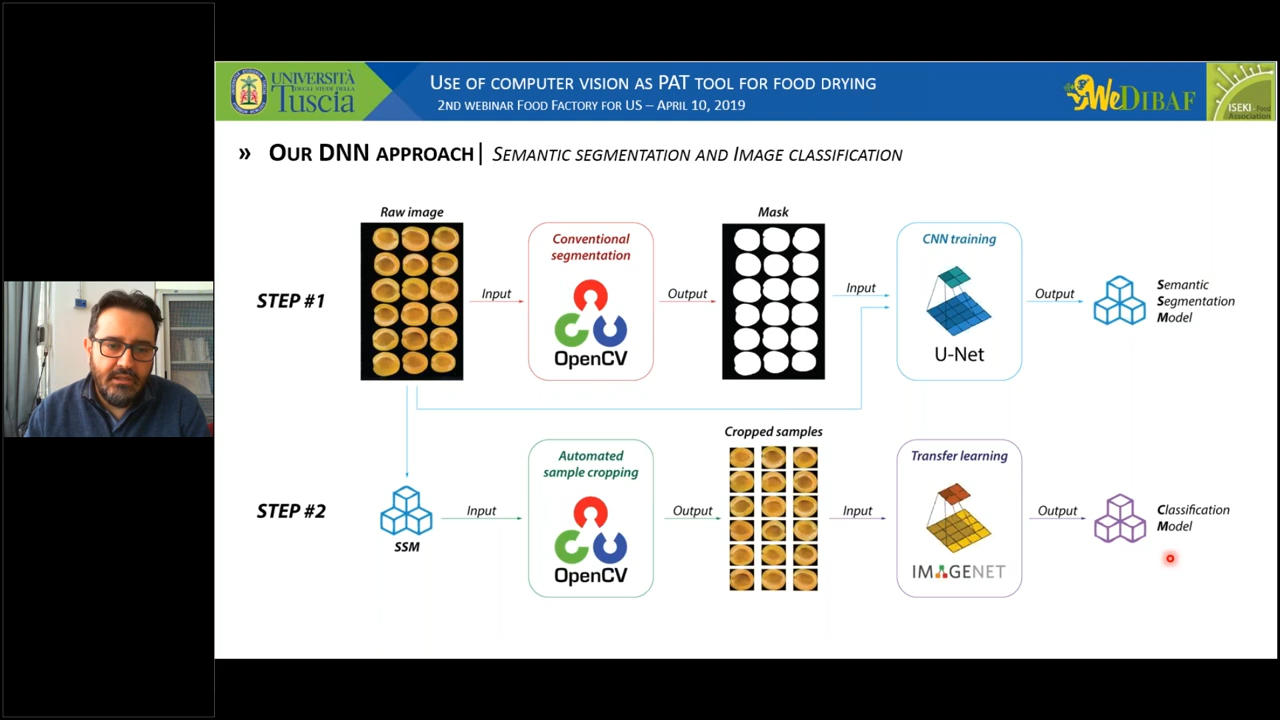 UNIVERSITÀ
DEGLI STUDI DELLA
TUSCIA
USE OF COMPUTER VISION AS PAT TOOL FOR FOOD DRYING
2ND WEBINAR FOOD FACTORY FOR US – APRIL 10, 2019
WEDIBAF
ISEKI - Food
Association
» OUR DNN APPROACH| SEMANTIC SEGMENTATION AND IMAGE CLASSIFICATION
Raw image
Mask
STEP #1
Input
Conventional
segmentation
OpenCV
Output
Input
CNN training
U-Net
Output
Semantic
Segmentation
Model
Cropped samples
STEP #2
SSM
Input
Automated
sample cropping
OpenCV
Output
Input
Transfer learning
IMAGENET
Output
Classification
Model